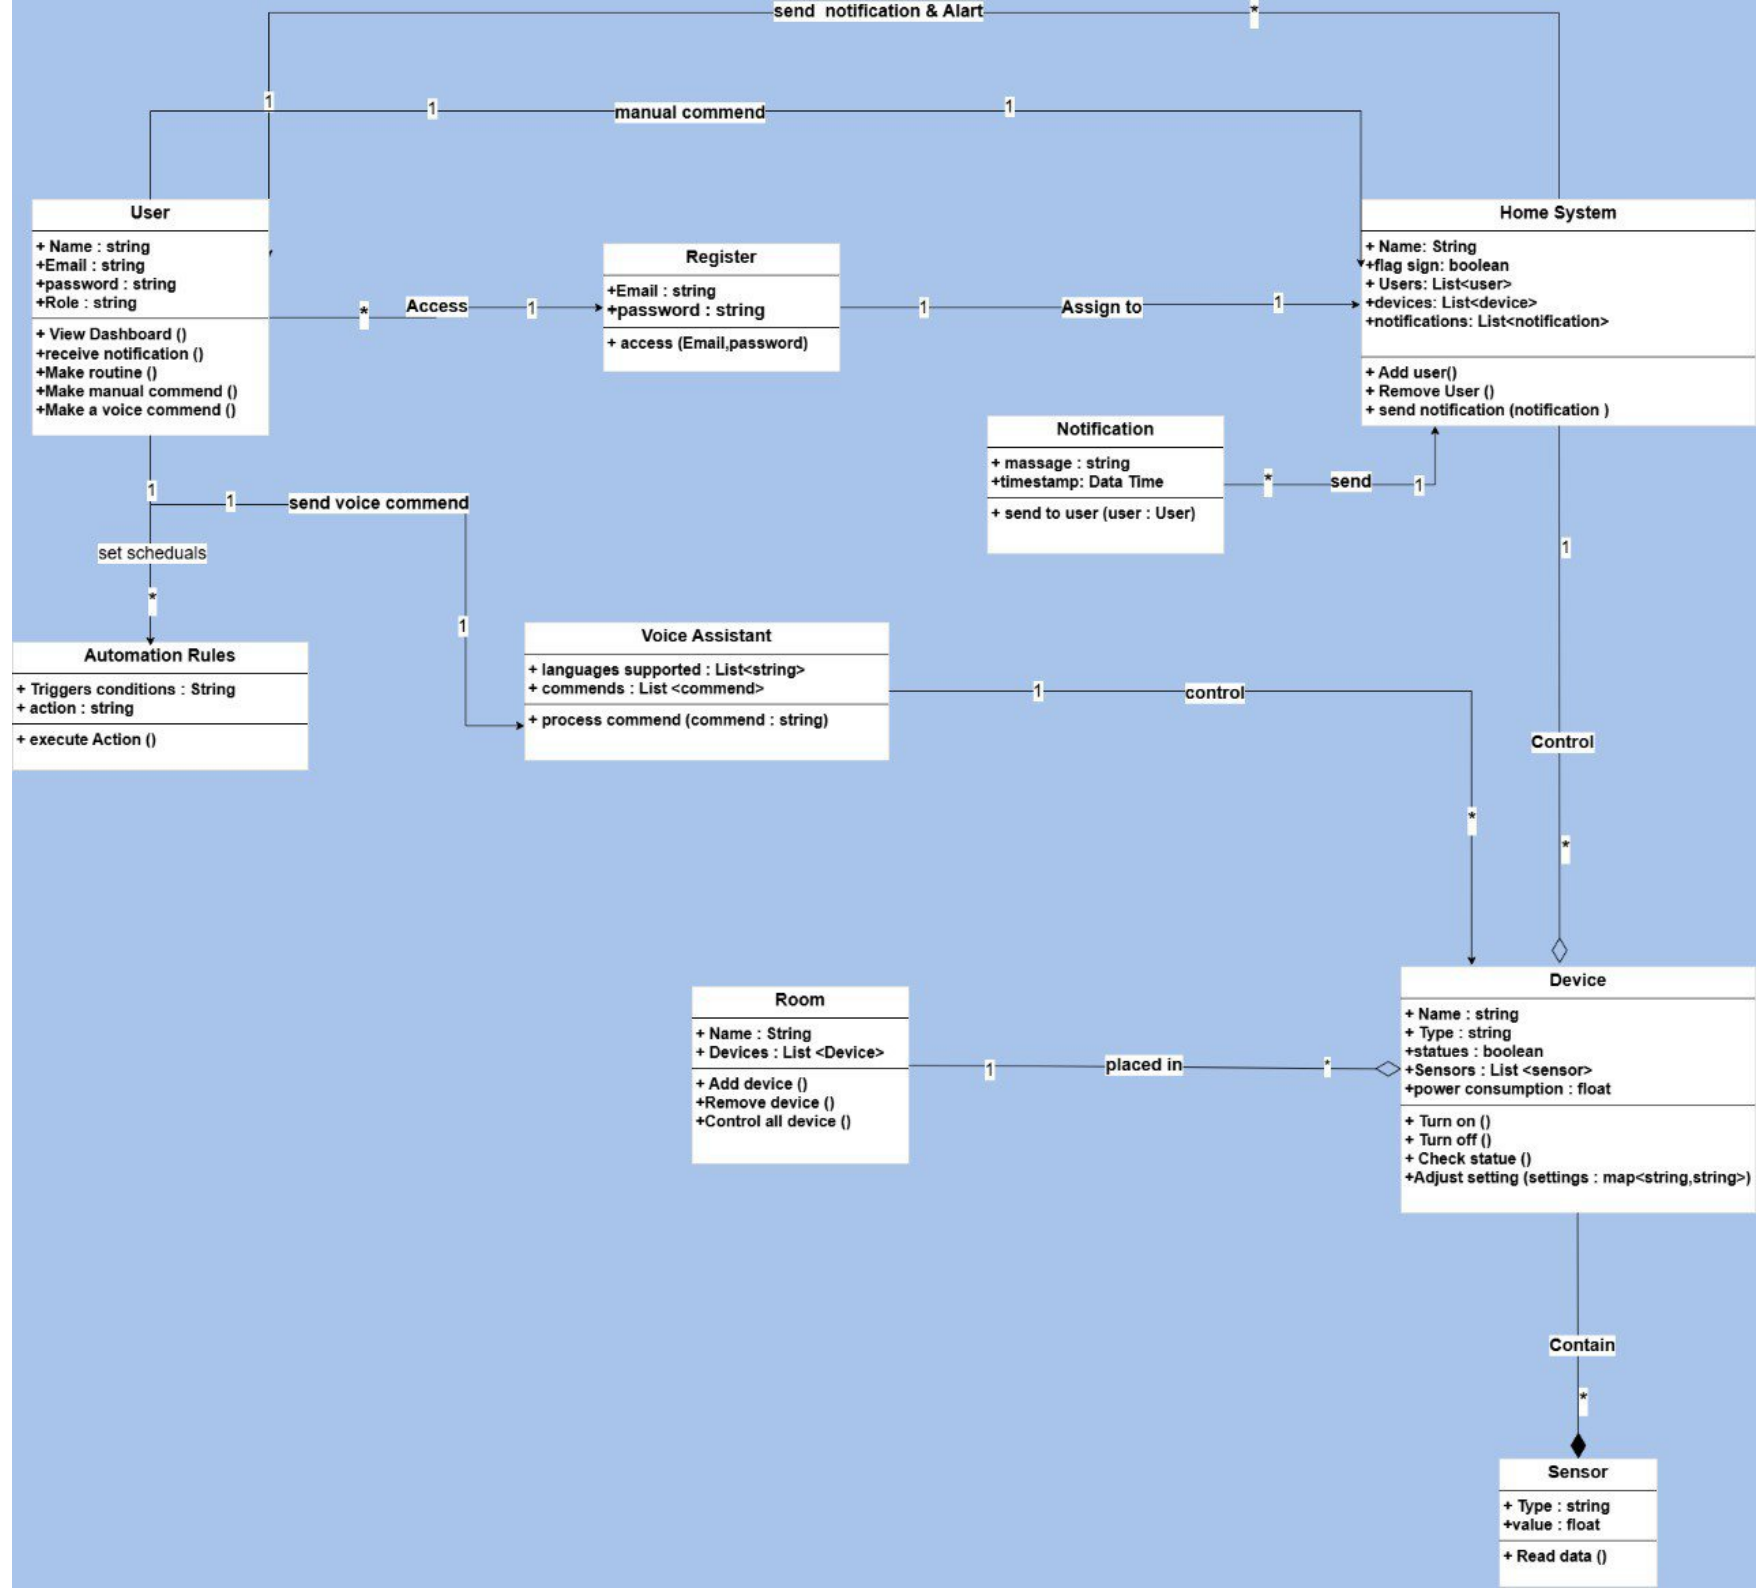 send  notification & Alart
*
1
1
manual commend
1
User
+ Name : string
+Email : string
+password : string
+Role : string
+ View Dashboard ()
+receive notification ()
+Make routine ()
+Make manual commend ()
+Make a voice commend ()
*
Access
1
Register
+Email : string
+password : string
+ access (Email,password)
1
Assign to
1
Home System
+ Name: String
+flag sign: boolean
+ Users: List<user>
+devices: List<device>
+notifications: List<notification>
+ Add user()
+ Remove User ()
+ send notification (notification )
Notification
+ massage : string
+timestamp: Data Time
+ send to user (user : User)
*
send
1
1
1
send voice commend
set scheduals
*
1
1
Automation Rules
+ Triggers conditions : String
+ action : string
+ execute Action ()
Voice Assistant
+ languages supported : List<string>
+ commends : List <commend>
+ process commend (commend : string)
1
control
*
Control
*
Room
+ Name : String
+ Devices : List <Device>
+ Add device ()
+Remove device ()
+Control all device ()
1
placed in
*
Device
+ Name : string
+ Type : string
+statues : boolean
+Sensors : List <sensor>
+power consumption : float
+ Turn on ()
+ Turn off ()
+ Check statue ()
+Adjust setting (settings : map<string,string>)
Contain
*
Sensor
+ Type : string
+value : float
+ Read data ()